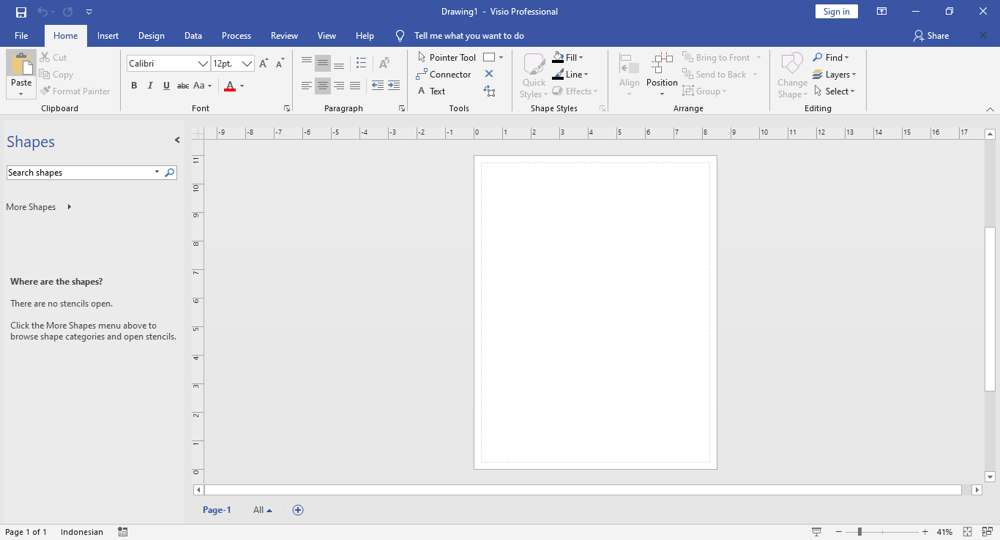 Drawing1 - Visio Professional
Sign in
File Home Insert Design Data Process Review View Help Tell me what you want to do Share
Paste
Cut
Copy
Format Painter
Clipboard
Calibri 12pt. A A
B I U abc Aa A
Font
A
Paragraph
Pointer Tool
Connector
A Text
Tools
Quick Styles
Fill
Line
Effects
Shape Styles
Align
Position
Bring to Front
Send to Back
Group
Arrange
Change Shape
Find
Layers
Select
Editing
Shapes
Search shapes
More Shapes
Where are the shapes?
There are no stencils open.
Click the More Shapes menu above to
browse shape categories and open stencils.
-9 -8 -7 -6 -5 -4 -3 -2 -1 0 1 2 3 4 5 6 7 8 9 10 11 12 13 14 15 16 17
11
10
9
8
7
6
5
4
3
2
1
0
Page-1 All
Page 1 of 1 Indonesian
41%